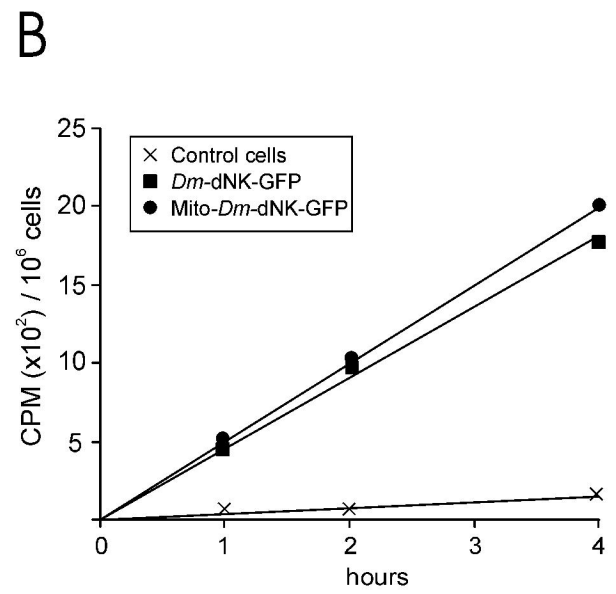 B
25
20
15
10
5
CPM (x10²) / 10⁶ cells
Control cells
Dm-dNK-GFP
Mito-Dm-dNK-GFP
0 1 2 3 4
hours